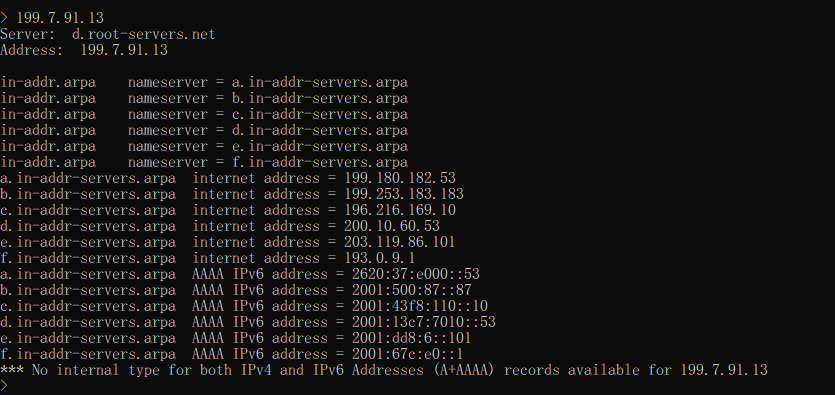 > 199.7.91.13
Server:  d.root-servers.net
Address:  199.7.91.13

in-addr.arpa    nameserver = a.in-addr-servers.arpa
in-addr.arpa    nameserver = b.in-addr-servers.arpa
in-addr.arpa    nameserver = c.in-addr-servers.arpa
in-addr.arpa    nameserver = d.in-addr-servers.arpa
in-addr.arpa    nameserver = e.in-addr-servers.arpa
in-addr.arpa    nameserver = f.in-addr-servers.arpa
a.in-addr-servers.arpa  internet address = 199.180.182.53
b.in-addr-servers.arpa  internet address = 199.253.183.183
c.in-addr-servers.arpa  internet address = 196.216.169.10
d.in-addr-servers.arpa  internet address = 200.10.60.53
e.in-addr-servers.arpa  internet address = 203.119.86.101
f.in-addr-servers.arpa  internet address = 193.0.9.1
a.in-addr-servers.arpa  AAAA IPv6 address = 2620:37:e000::53
b.in-addr-servers.arpa  AAAA IPv6 address = 2001:500:87::87
c.in-addr-servers.arpa  AAAA IPv6 address = 2001:43f8:110::10
d.in-addr-servers.arpa  AAAA IPv6 address = 2001:13c7:7010::53
e.in-addr-servers.arpa  AAAA IPv6 address = 2001:dd8:6::101
f.in-addr-servers.arpa  AAAA IPv6 address = 2001:67c:e0::1
*** No internal type for both IPv4 and IPv6 Addresses (A+AAAA) records available for 199.7.91.13
>